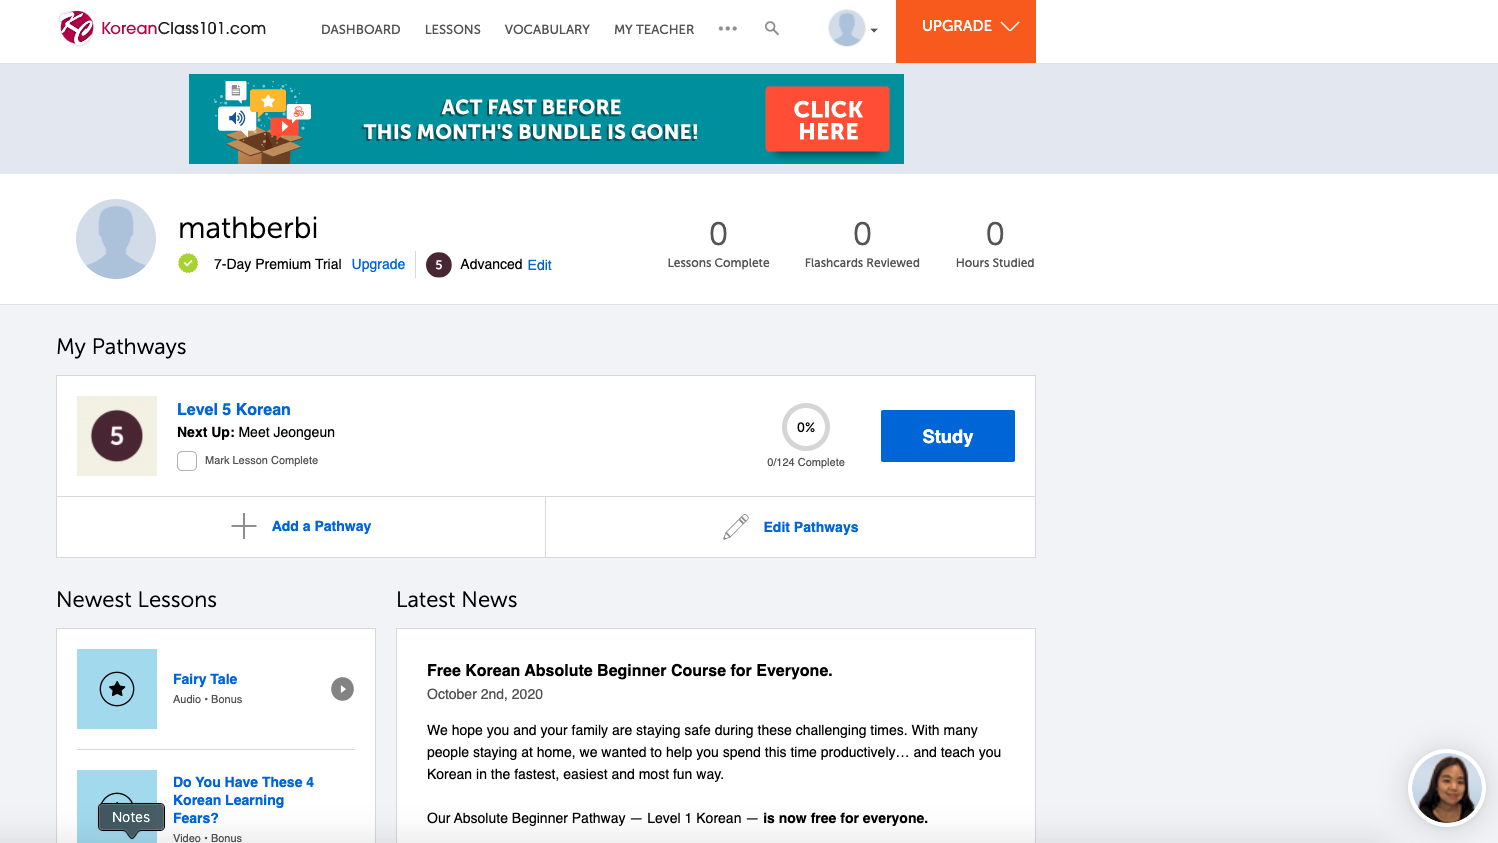 KoreanClass101.com
DASHBOARD
LESSONS
VOCABULARY
MY TEACHER
UPGRADE
ACT FAST BEFORE
THIS MONTH'S BUNDLE IS GONE!
CLICK
HERE
mathberbi
7-Day Premium Trial Upgrade
5 Advanced Edit
0
Lessons Complete
0
Flashcards Reviewed
0
Hours Studied
My Pathways
5
Level 5 Korean
Next Up: Meet Jeongeun
Mark Lesson Complete
0%
0/124 Complete
Study
Add a Pathway
Edit Pathways
Newest Lessons
Fairy Tale
Audio • Bonus
Do You Have These 4
Korean Learning
Fears?
Video • Bonus
Notes
Latest News
Free Korean Absolute Beginner Course for Everyone.
October 2nd, 2020
We hope you and your family are staying safe during these challenging times. With many
people staying at home, we wanted to help you spend this time productively… and teach you
Korean in the fastest, easiest and most fun way.
Our Absolute Beginner Pathway — Level 1 Korean — is now free for everyone.